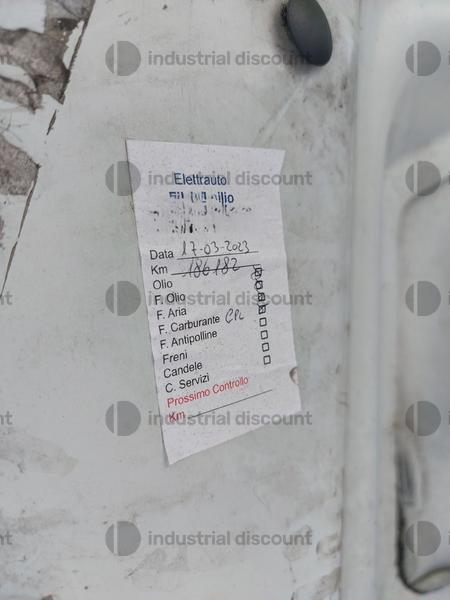 Elettrauto
Data 17-03-2023
Km 186182
Olio
F. Olio
F. Aria
F. Carburante GPL
F. Antipolline
Freni
Candele
C. Servizi
Prossimo Controllo
Km
industrial discount